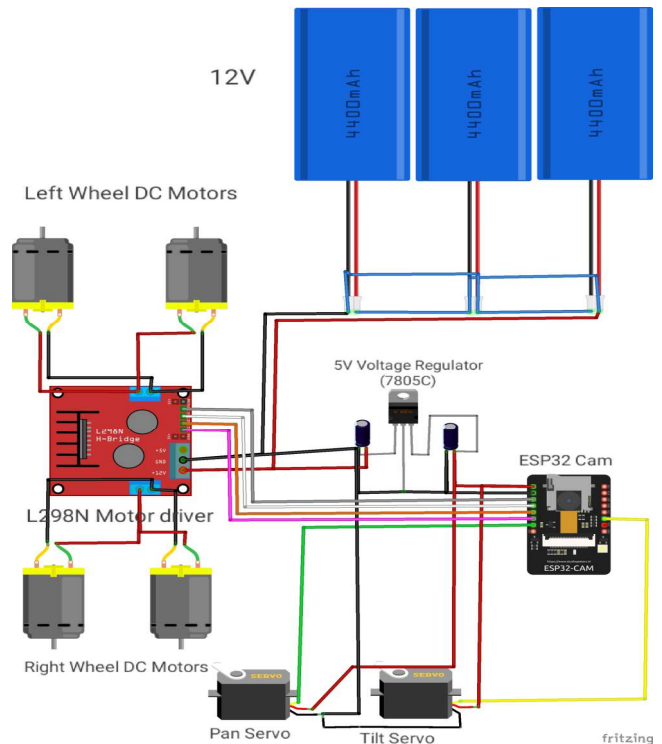 12V
4400mAh
4400mAh
4400mAh
Left Wheel DC Motors
5V Voltage Regulator
(7805C)
L298N
H-Bridge
+5V
GND
+12V
ESP32 Cam
L298N Motor driver
ESP32-CAM
Right Wheel DC Motors
SERVO
SERVO
Pan Servo
Tilt Servo
fritzing